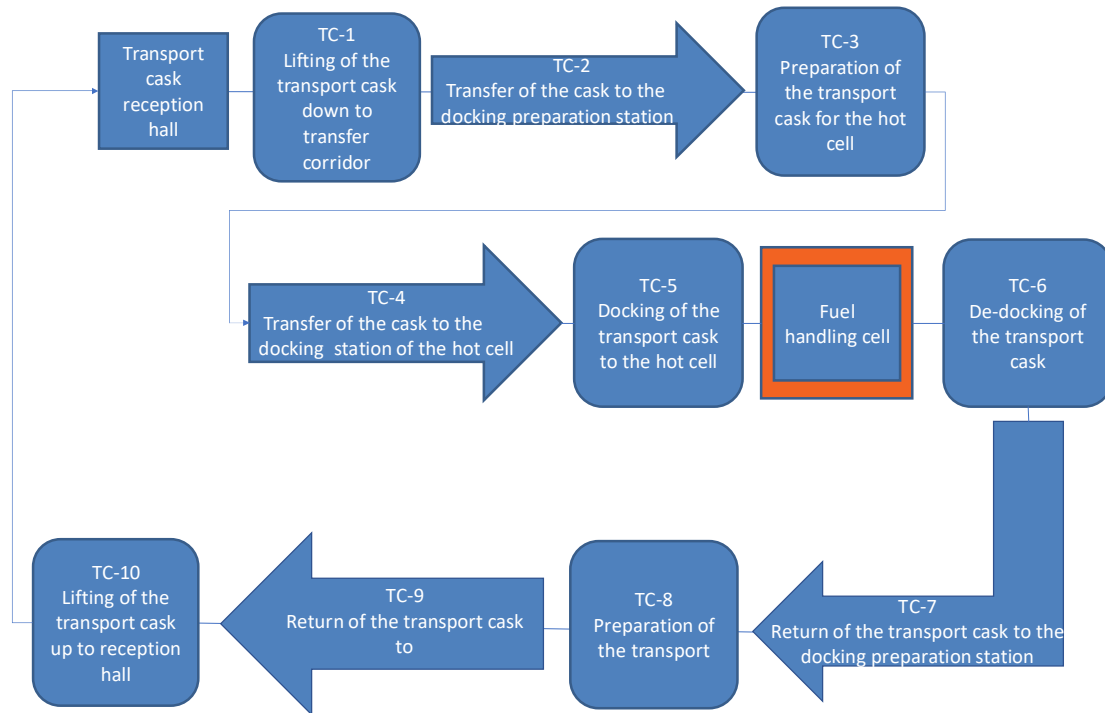 Transport
cask
reception
hall
TC-1
Lifting of the
transport cask
down to
transfer
corridor
TC-2
Transfer of the cask to the
docking preparation station
TC-3
Preparation of
the transport
cask for the hot
cell
TC-4
Transfer of the cask to the
docking station of the hot cell
TC-5
Docking of the
transport cask
to the hot cell
Fuel
handling cell
TC-6
De-docking of
the transport
cask
TC-7
Return of the transport cask to the
docking preparation station
TC-8
Preparation of
the transport
TC-9
Return of the transport cask
to
TC-10
Lifting of the
transport cask
up to reception
hall